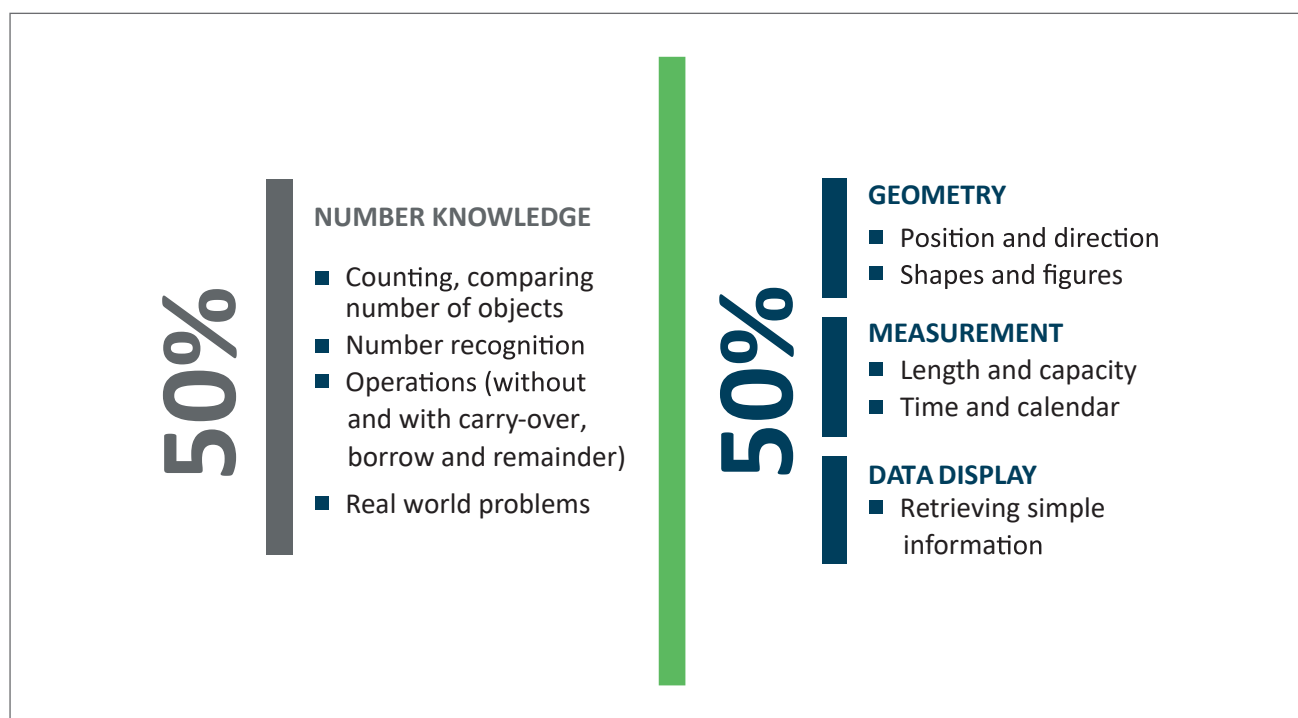 50%
NUMBER KNOWLEDGE
■ Counting, comparing
number of objects
■ Number recognition
■ Operations (without
and with carry-over,
borrow and remainder)
■ Real world problems
50%
GEOMETRY
■ Position and direction
■ Shapes and figures
MEASUREMENT
■ Length and capacity
■ Time and calendar
DATA DISPLAY
■ Retrieving simple
information